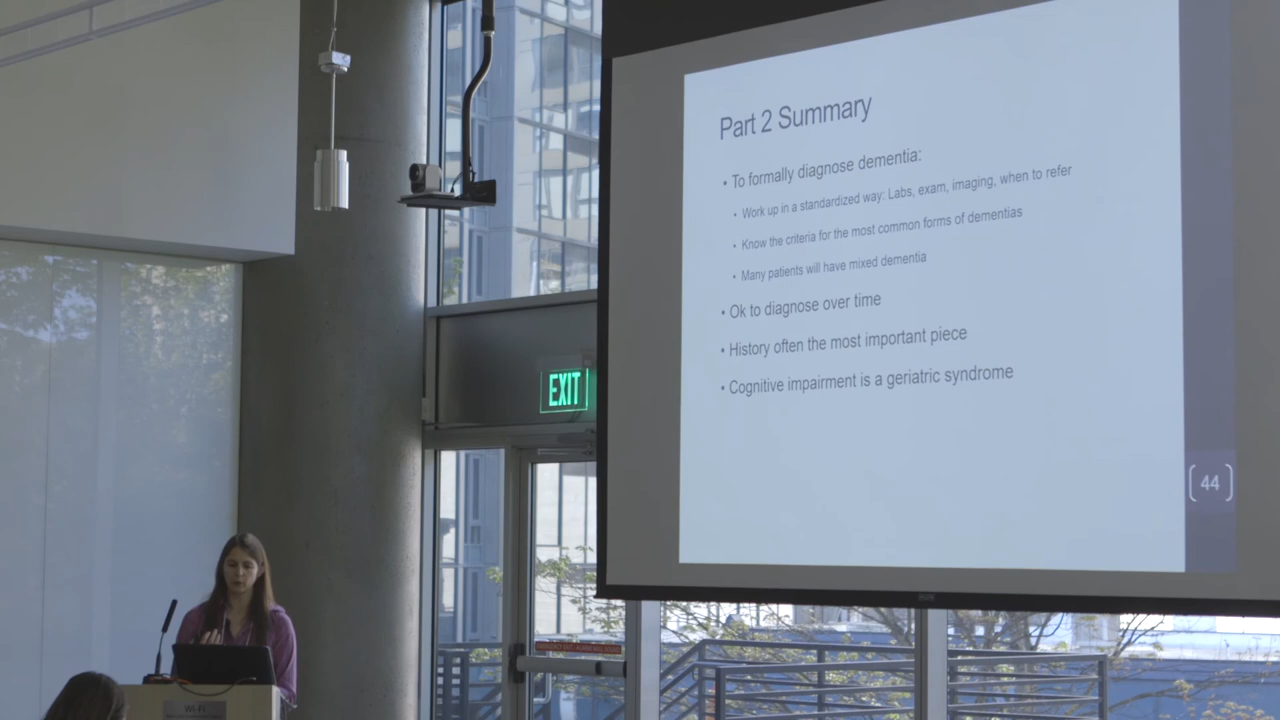 Part 2 Summary
• To formally diagnose dementia:
• Work up in a standardized way: Labs, exam, imaging, when to refer
• Know the criteria for the most common forms of dementias
• Many patients will have mixed dementia
• Ok to diagnose over time
• History often the most important piece
• Cognitive impairment is a geriatric syndrome
44
EXIT
WI-FI